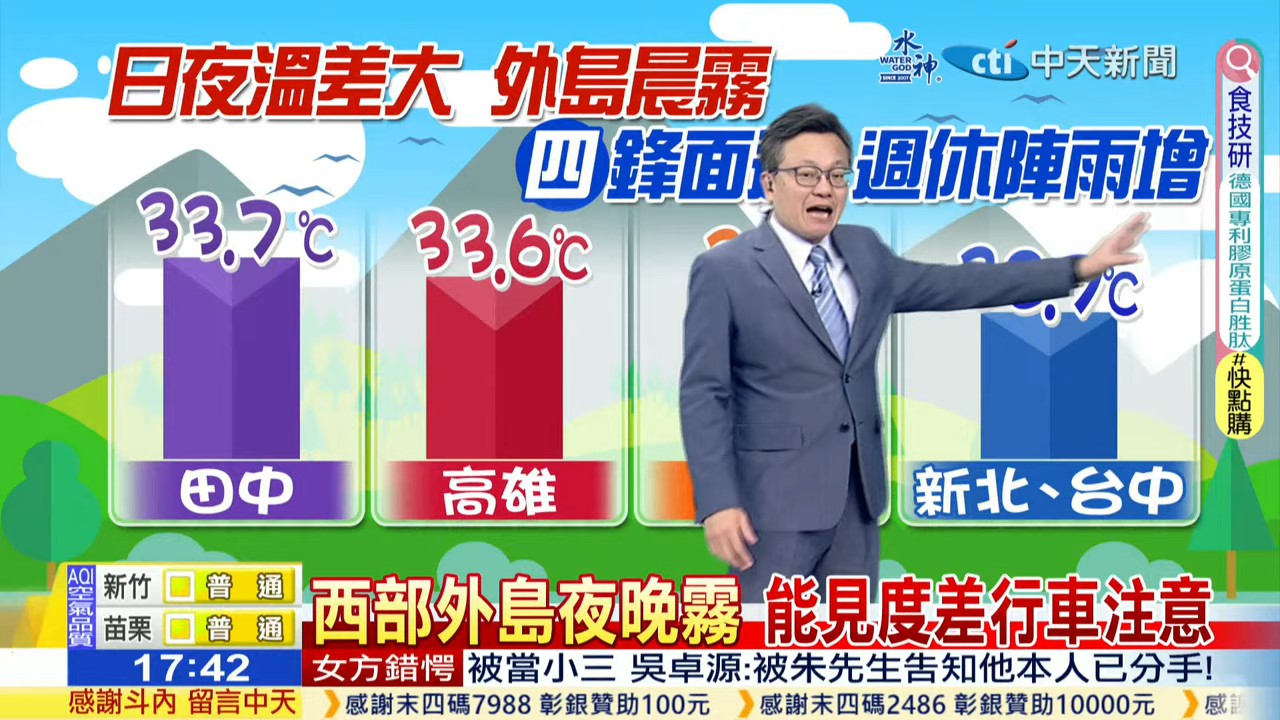 日夜溫差大 外島晨霧
水神
WATER GOD
SINCE 2007
cti 中天新聞
四 鋒面 週休陣雨增
33.7℃
33.6℃
℃
田中
高雄
新北、台中
食技研 德國專利膠原蛋白胜肽 #快點購
AQI空氣品質
新竹 普通
苗栗 普通
西部外島夜晚霧 能見度差行車注意
17:42
女方錯愕 被當小三 吳卓源:被朱先生告知他本人已分手!
感謝斗內 留言中天
感謝末四碼7988 彰銀贊助100元
感謝末四碼2486 彰銀贊助10000元
感